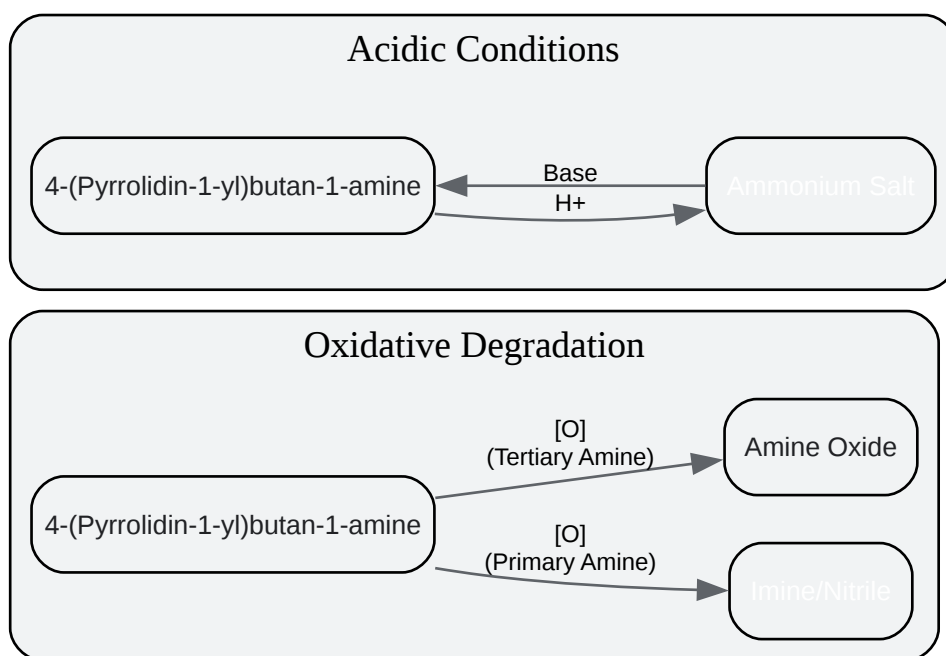 Acidic Conditions
4-(Pyrrolidin-1-yl)butan-1-amine
Base
H+
Ammonium Salt
Oxidative Degradation
4-(Pyrrolidin-1-yl)butan-1-amine
[O]
(Tertiary Amine)
Amine Oxide
[O]
(Primary Amine)
Imine/Nitrile